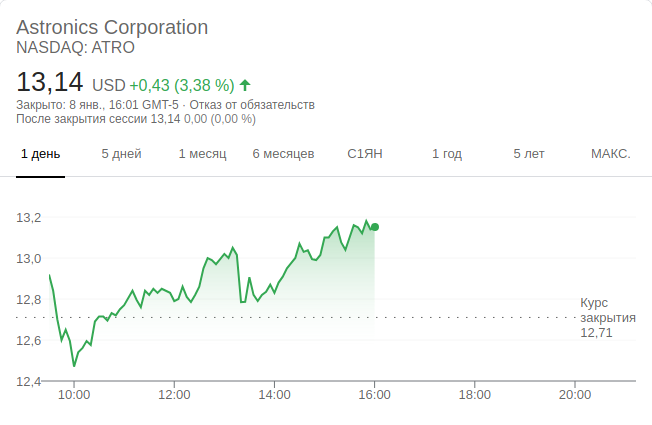 Astronics Corporation
NASDAQ: ATRO
13,14 USD +0,43 (3,38 %)
Закрыто: 8 янв., 16:01 GMT-5 · Отказ от обязательств
После закрытия сессии 13,14 0,00 (0,00 %)
1 день 5 дней 1 месяц 6 месяцев С1ЯН 1 год 5 лет МАКС.
13,2
13,0
12,8
Курс
закрытия
12,71
12,6
12,4
10:00 12:00 14:00 16:00 18:00 20:00